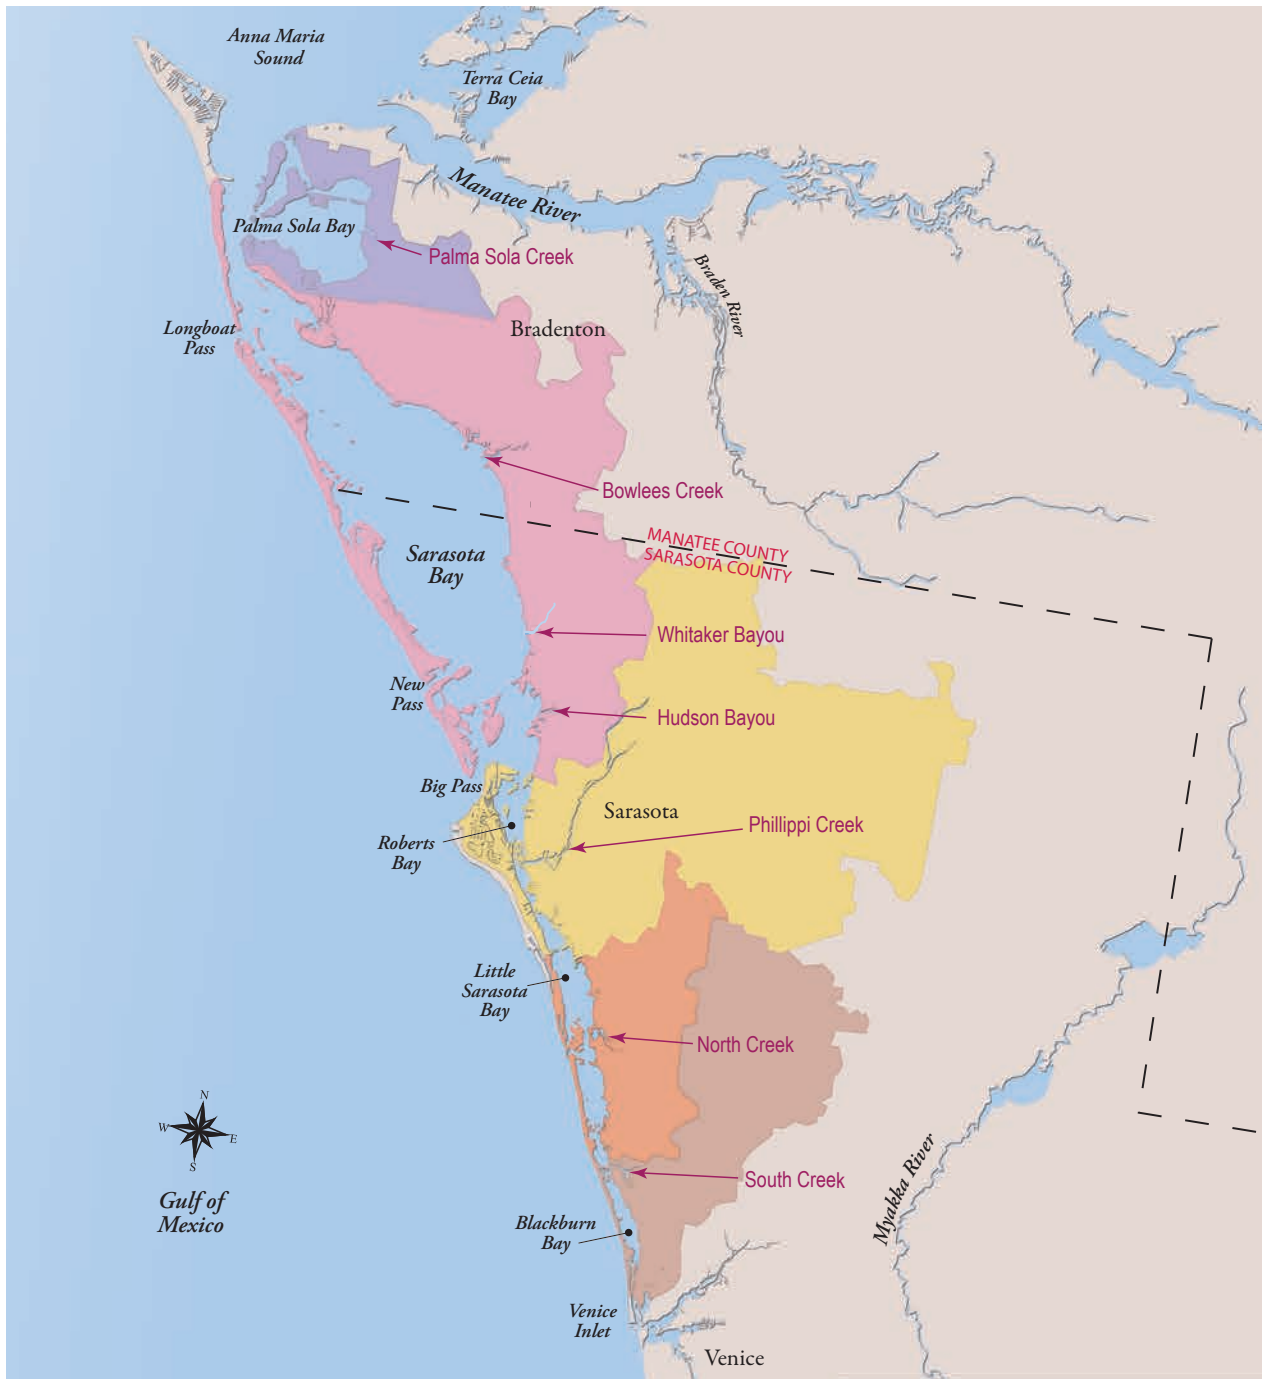 Anna Maria
Sound
Terra Ceia
Bay
Manatee River
Palma Sola Bay
Palma Sola Creek
Braden River
Longboat
Pass
Bradenton
Bowlees Creek
MANATEE COUNTY
SARASOTA COUNTY
Sarasota
Bay
Whitaker Bayou
New
Pass
Hudson Bayou
Big Pass
Sarasota
Phillippi Creek
Roberts
Bay
Little
Sarasota
Bay
North Creek
N
W
E
S
Myakka River
South Creek
Gulf of
Mexico
Blackburn
Bay
Venice
Inlet
Venice